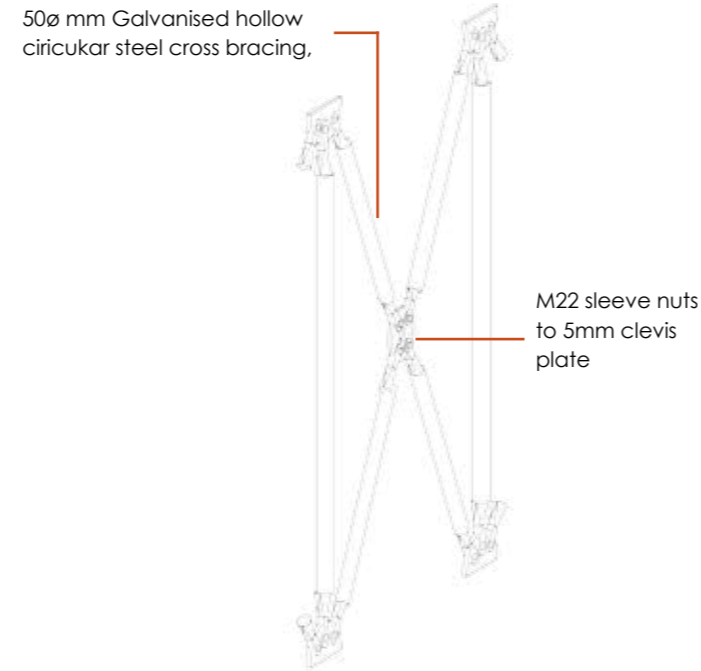 50ø mm Galvanised hollow
ciricukar steel cross bracing,
M22 sleeve nuts
to 5mm clevis
plate